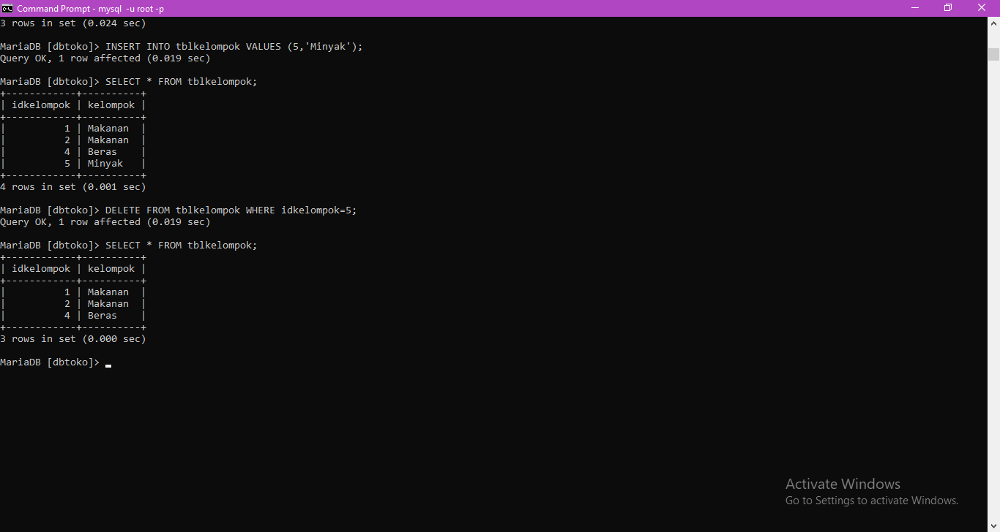 Command Prompt - mysql -u root -p
3 rows in set (0.024 sec)
MariaDB [dbtoko]> INSERT INTO tblkelompok VALUES (5,'Minyak');
Query OK, 1 row affected (0.019 sec)
MariaDB [dbtoko]> SELECT * FROM tblkelompok;
+------------+----------+
| idkelompok | kelompok |
+------------+----------+
|          1 | Makanan  |
|          2 | Makanan  |
|          4 | Beras    |
|          5 | Minyak   |
+------------+----------+
4 rows in set (0.001 sec)
MariaDB [dbtoko]> DELETE FROM tblkelompok WHERE idkelompok=5;
Query OK, 1 row affected (0.019 sec)
MariaDB [dbtoko]> SELECT * FROM tblkelompok;
+------------+----------+
| idkelompok | kelompok |
+------------+----------+
|          1 | Makanan  |
|          2 | Makanan  |
|          4 | Beras    |
+------------+----------+
3 rows in set (0.000 sec)
MariaDB [dbtoko]> _
Activate Windows
Go to Settings to activate Windows.